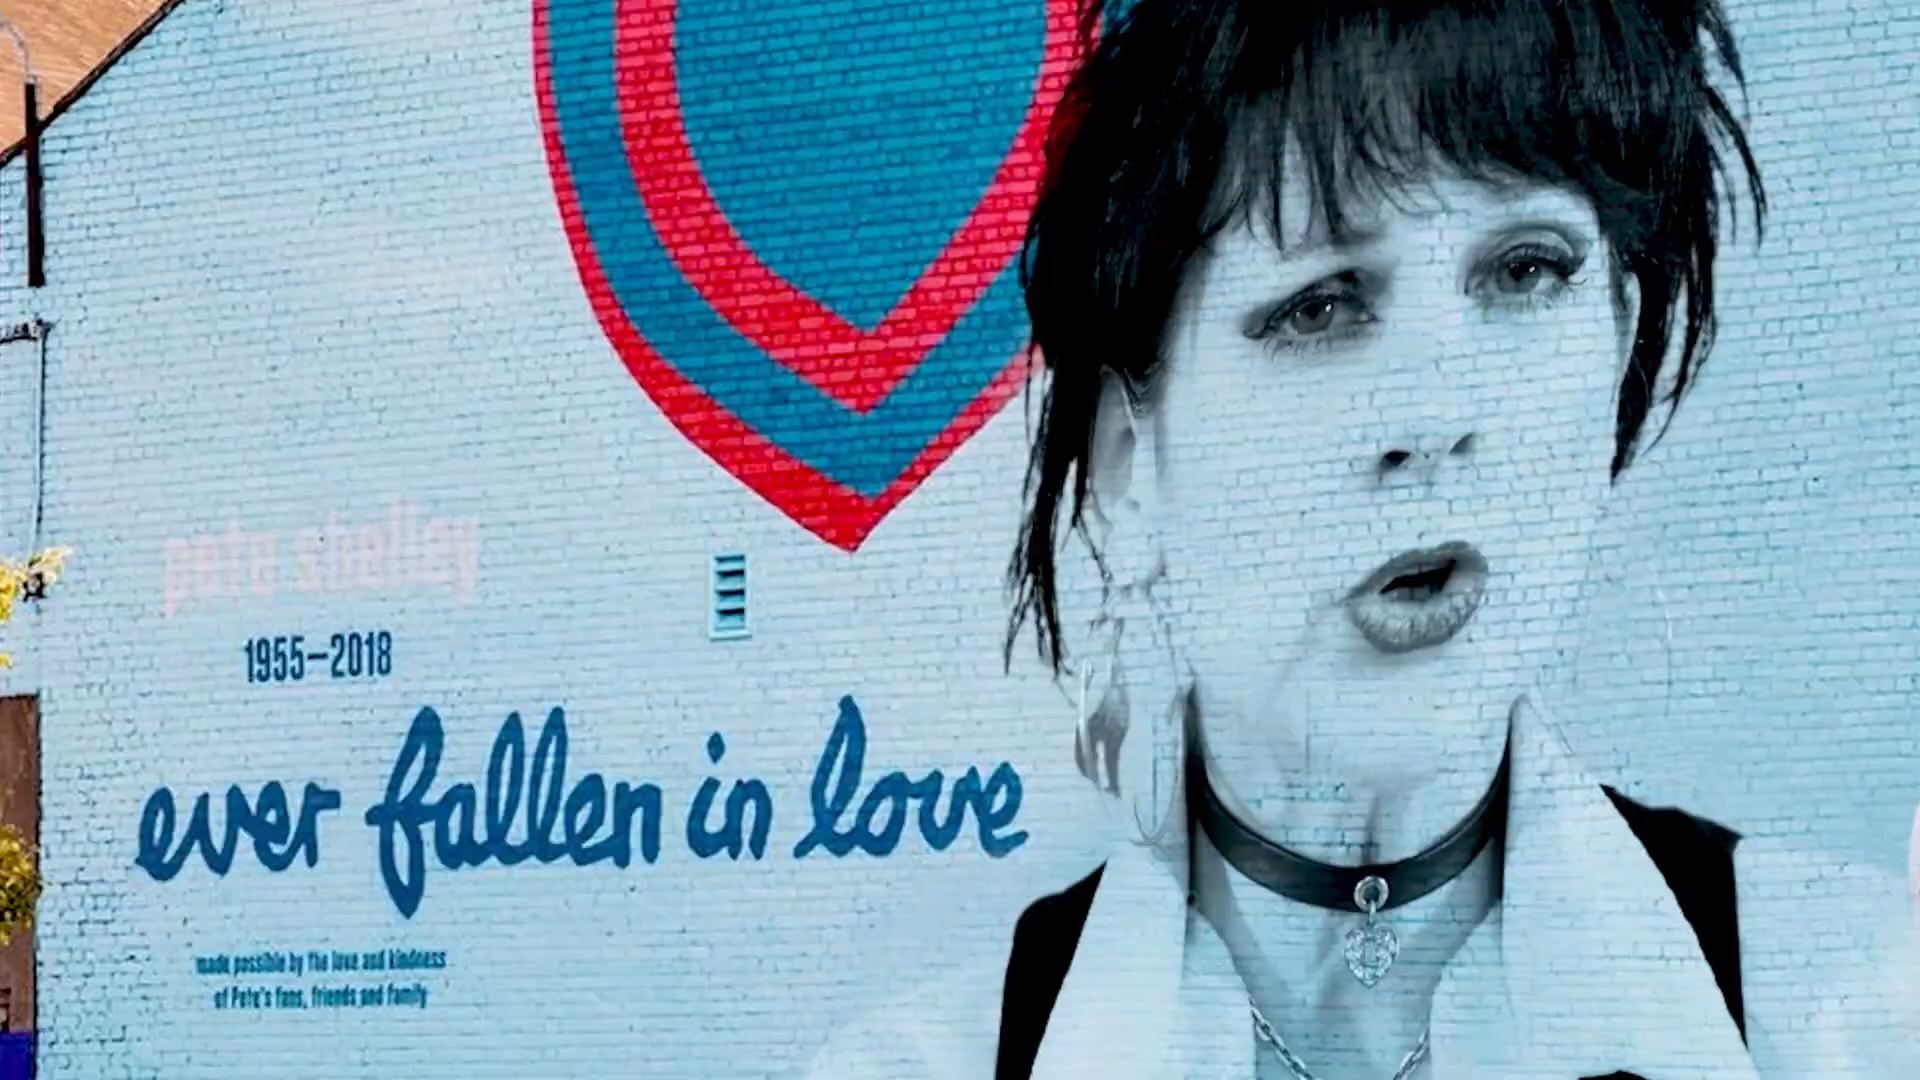 pete shelley
1955–2018
ever fallen in love
made possible by the love and kindness
of Pete's fans, friends and family